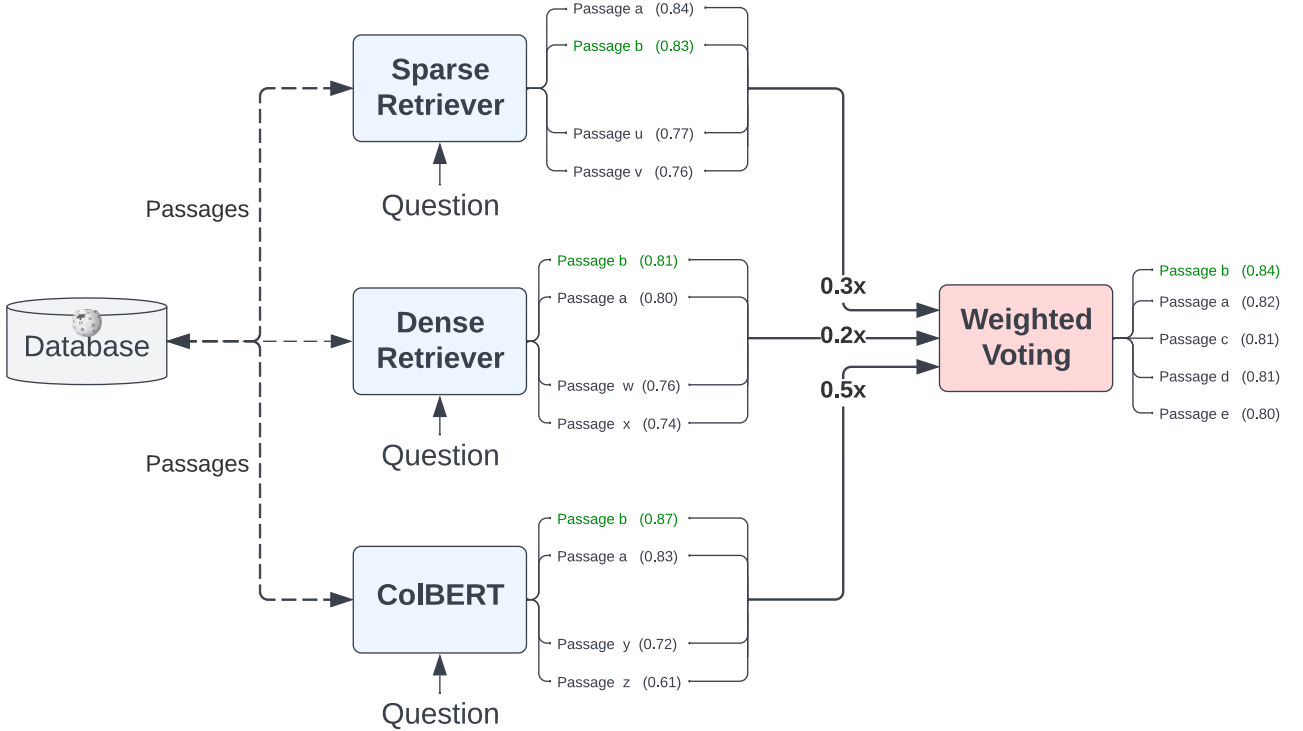 Passage a (0.84)
Passage b (0.83)
Sparse
Retriever
Passage u (0.77)
Passage v (0.76)
Question
Passages
Passage b (0.81)
Passage a (0.80)
Dense
Retriever
Passage w (0.76)
Passage x (0.74)
Question
Database
Passages
Passage b (0.87)
Passage a (0.83)
ColBERT
Passage y (0.72)
Passage z (0.61)
Question
0.3x
0.2x
0.5x
Weighted
Voting
Passage b (0.84)
Passage a (0.82)
Passage c (0.81)
Passage d (0.81)
Passage e (0.80)